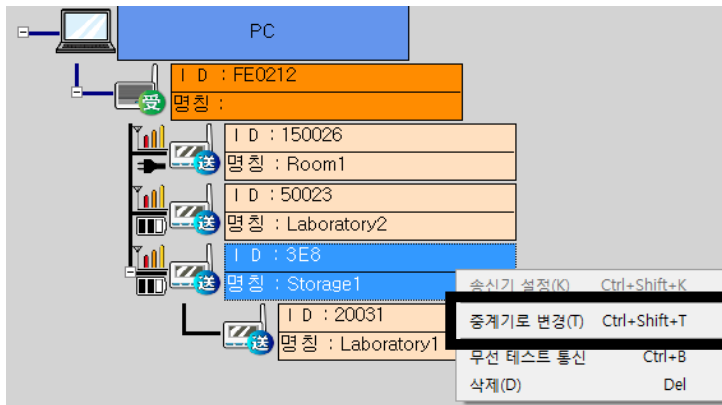 PC
ID : FE0212
受
명칭 :
ID : 150026
送
명칭 : Room1
ID : 50023
送
명칭 : Laboratory2
ID : 3E8
送
명칭 : Storage1
송신기 설정(K) Ctrl+Shift+K
ID : 20031
중계기로 변경(T) Ctrl+Shift+T
送
명칭 : Laboratory1
무선 테스트 통신 Ctrl+B
삭제(D) Del